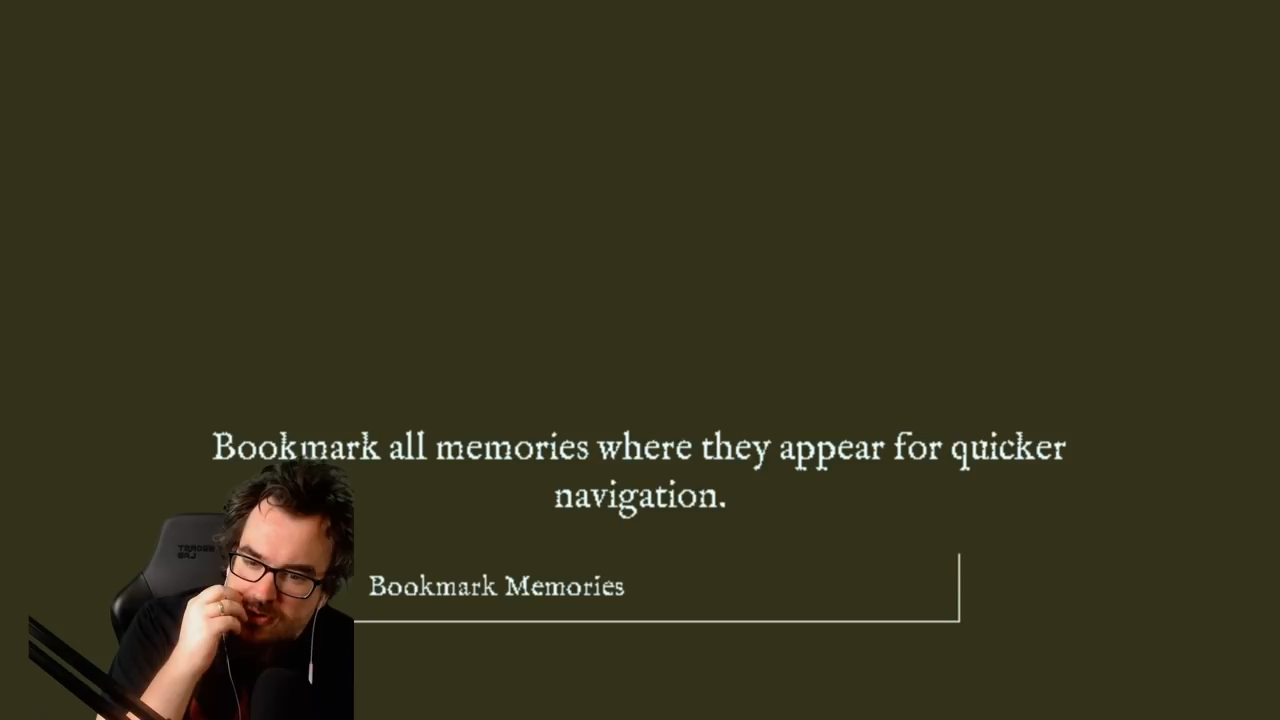 Bookmark all memories where they appear for quicker
navigation.
Bookmark Memories